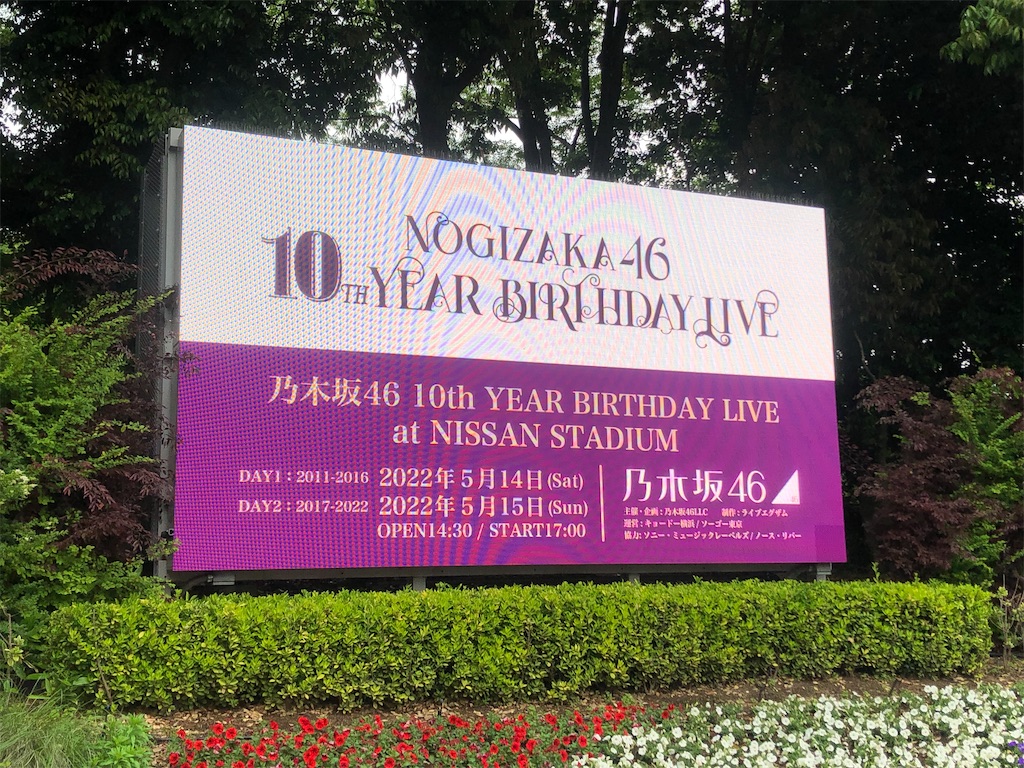 NOGIZAKA46
10TH YEAR BIRTHDAY LIVE
乃木坂46 10th YEAR BIRTHDAY LIVE
at NISSAN STADIUM
DAY1:2011-2016 2022年5月14日(Sat)
DAY2:2017-2022 2022年5月15日(Sun)
OPEN14:30 / START17:00
乃木坂46
主催・企画:乃木坂46LLC 制作:ライブエグザム
運営:キョードー横浜 / ソーゴー東京
協力:ソニー・ミュージックレーベルズ / ノース・リバー